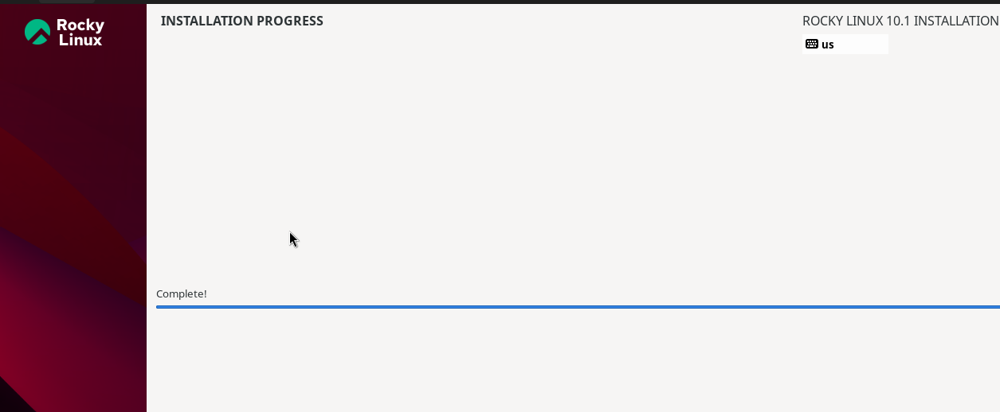 Rocky
Linux
INSTALLATION PROGRESS
ROCKY LINUX 10.1 INSTALLATION
us
Complete!